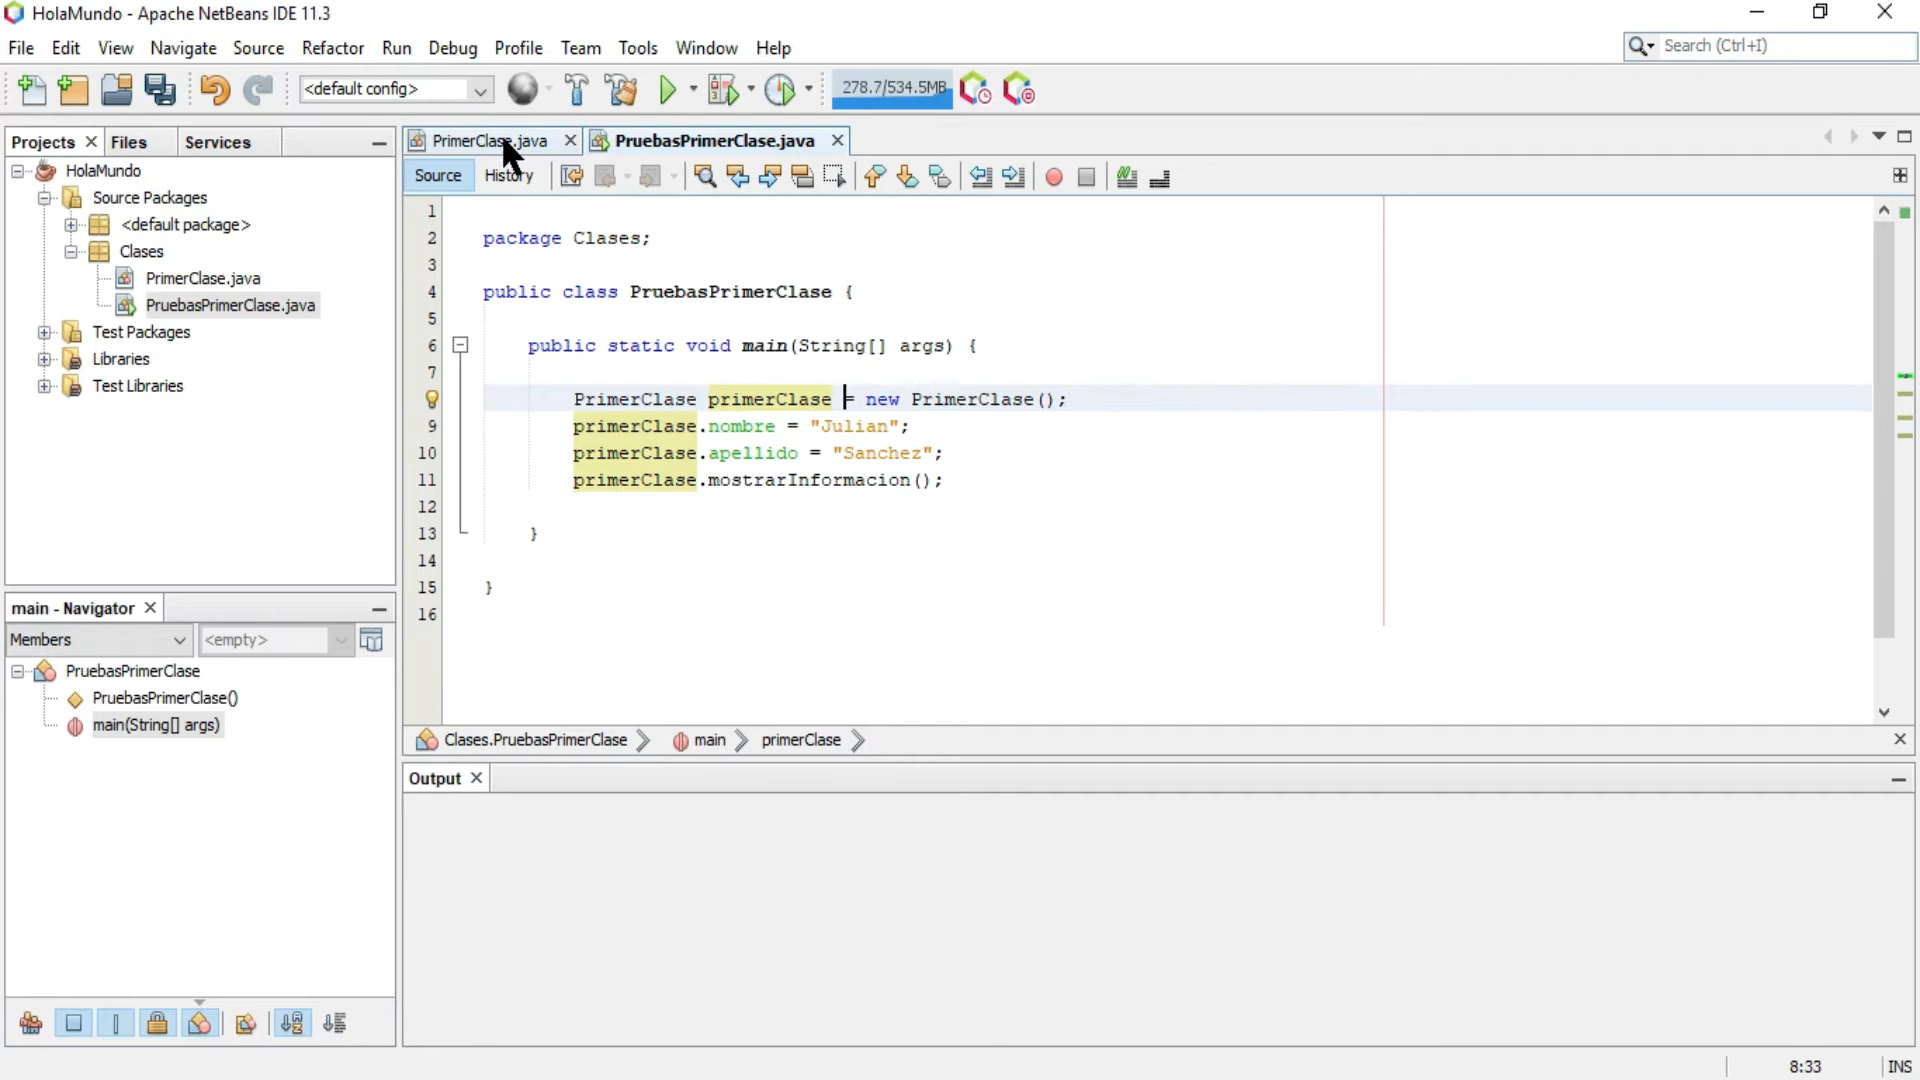 HolaMundo - Apache NetBeans IDE 11.3
File Edit View Navigate Source Refactor Run Debug Profile Team Tools Window Help
Search (Ctrl+I)
<default config>
278.7/534.5MB
Projects Files Services
HolaMundo
Source Packages
<default package>
Clases
PrimerClase.java
PruebasPrimerClase.java
Test Packages
Libraries
Test Libraries
main - Navigator
Members <empty>
PruebasPrimerClase
PruebasPrimerClase()
main(String[] args)
PrimerClase.java PruebasPrimerClase.java
Source History
1
2 package Clases;
3
4 public class PruebasPrimerClase {
5
6 public static void main(String[] args) {
7
PrimerClase primerClase = new PrimerClase();
9 primerClase.nombre = "Julian";
10 primerClase.apellido = "Sanchez";
11 primerClase.mostrarInformacion();
12
13 }
14
15 }
16
Clases.PruebasPrimerClase main primerClase
Output
8:33 INS